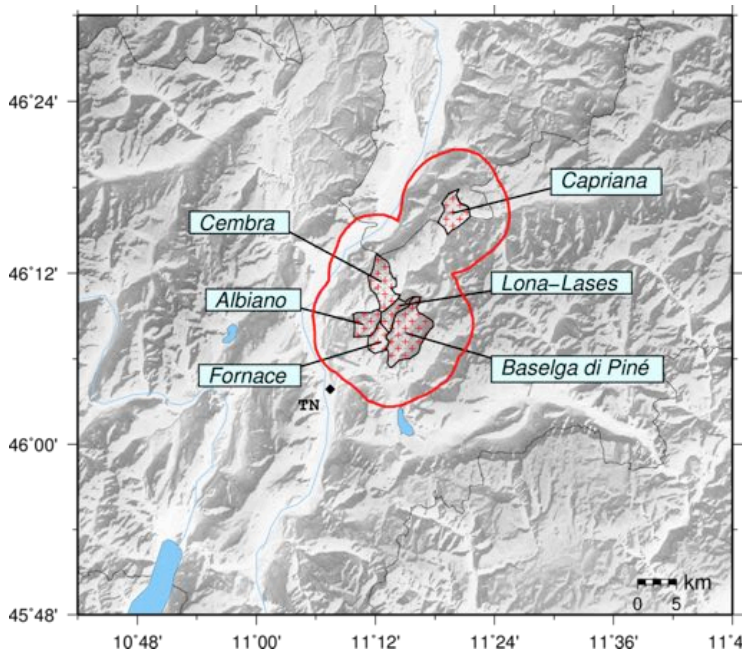 46°24'
Capriana
Cembra
46°12'
Lona-Lases
Albiano
Fornace
Baselga di Piné
TN
46°00'
km
0 5
45°48'
10°48' 11°00' 11°12' 11°24' 11°36' 11°4